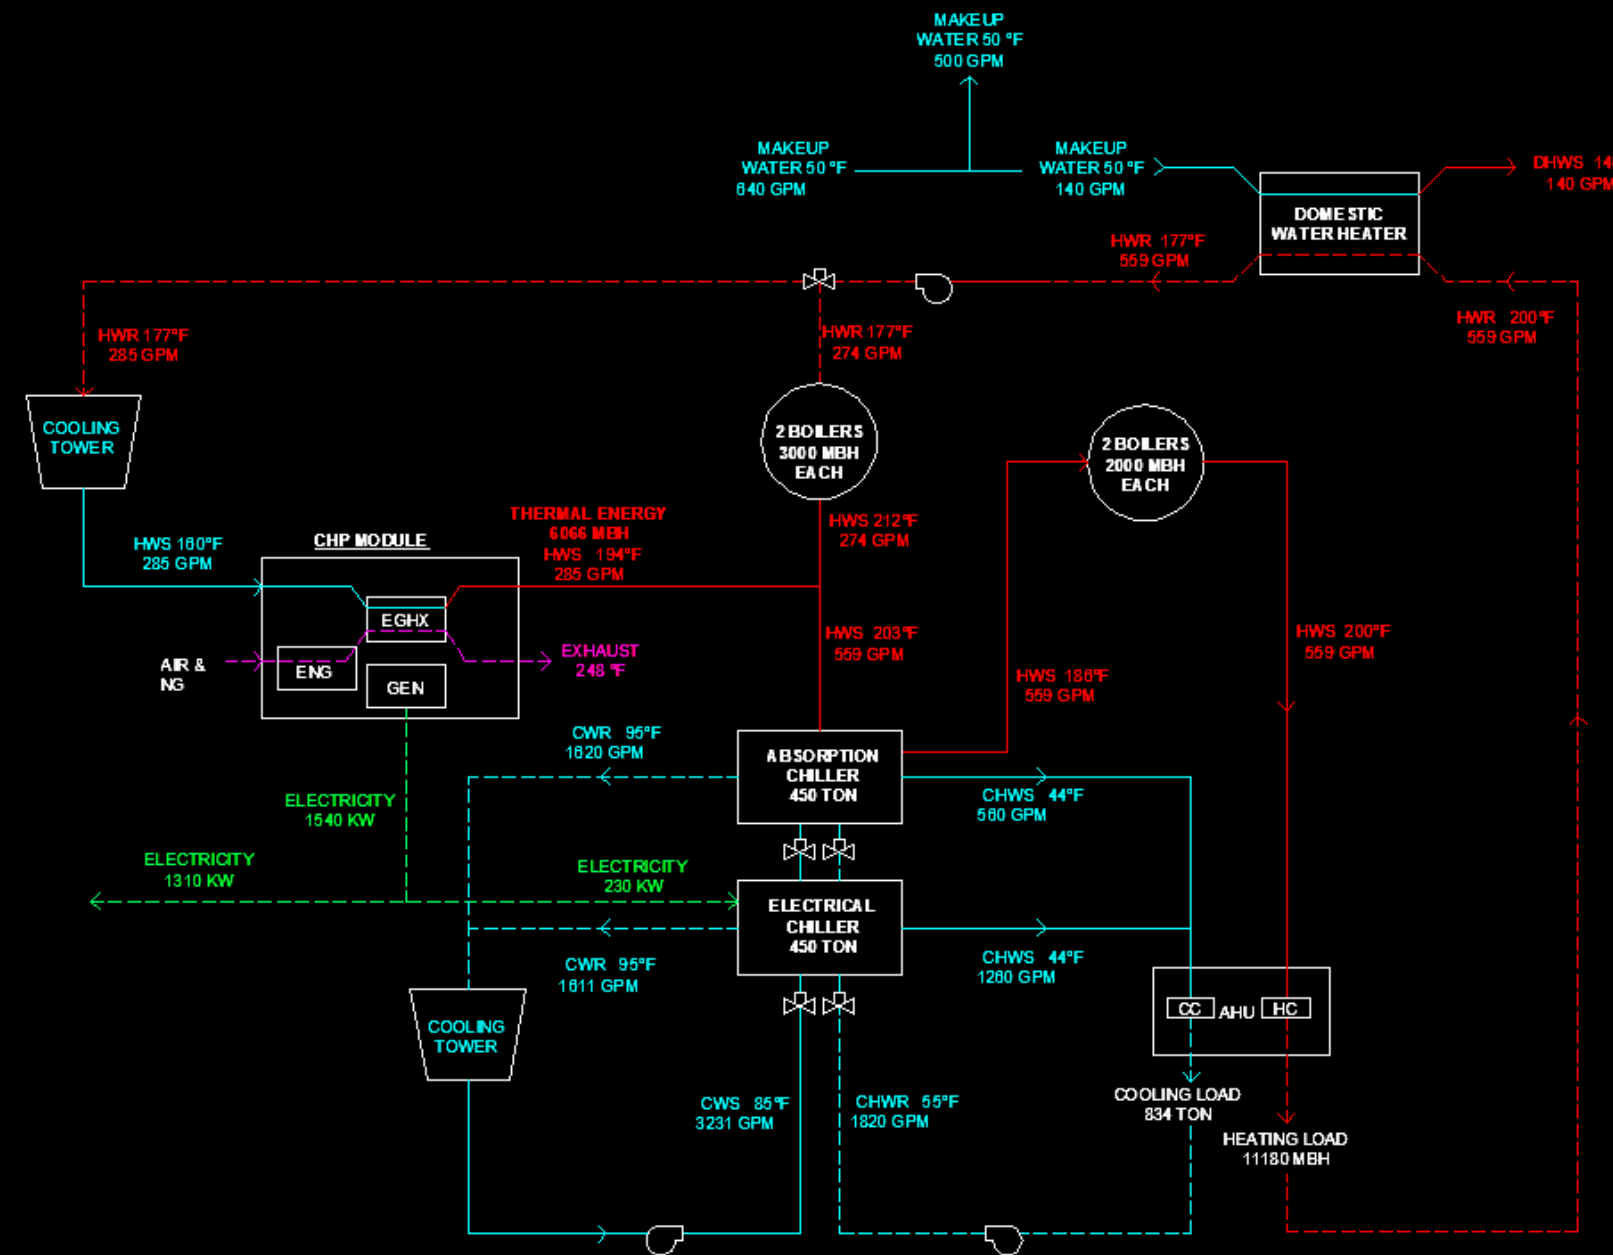 MAKEUP
WATER 50 °F
500 GPM
MAKEUP
WATER 50 °F
640 GPM
MAKEUP
WATER 50 °F
140 GPM
DHWS 14
140 GPM
DOMESTIC
WATER HEATER
HWR 177°F
559 GPM
HWR 200°F
559 GPM
HWR 177°F
285 GPM
HWR 177°F
274 GPM
COOLING
TOWER
2 BOILERS
3000 MBH
EACH
2 BOILERS
2000 MBH
EACH
HWS 160°F
285 GPM
CHP MODULE
THERMAL ENERGY
6066 MBH
HWS 194°F
285 GPM
HWS 212°F
274 GPM
EGHX
ENG
GEN
AIR &
NG
EXHAUST
248 °F
HWS 203°F
559 GPM
HWS 186°F
559 GPM
HWS 200°F
559 GPM
CWR 95°F
1620 GPM
ABSORPTION
CHILLER
450 TON
CHWS 44°F
560 GPM
ELECTRICITY
1540 KW
ELECTRICITY
1310 KW
ELECTRICITY
230 KW
ELECTRICAL
CHILLER
450 TON
CWR 95°F
1611 GPM
CHWS 44°F
1260 GPM
COOLING
TOWER
CC
AHU
HC
CWS 85°F
3231 GPM
CHWR 55°F
1820 GPM
COOLING LOAD
834 TON
HEATING LOAD
11180 MBH